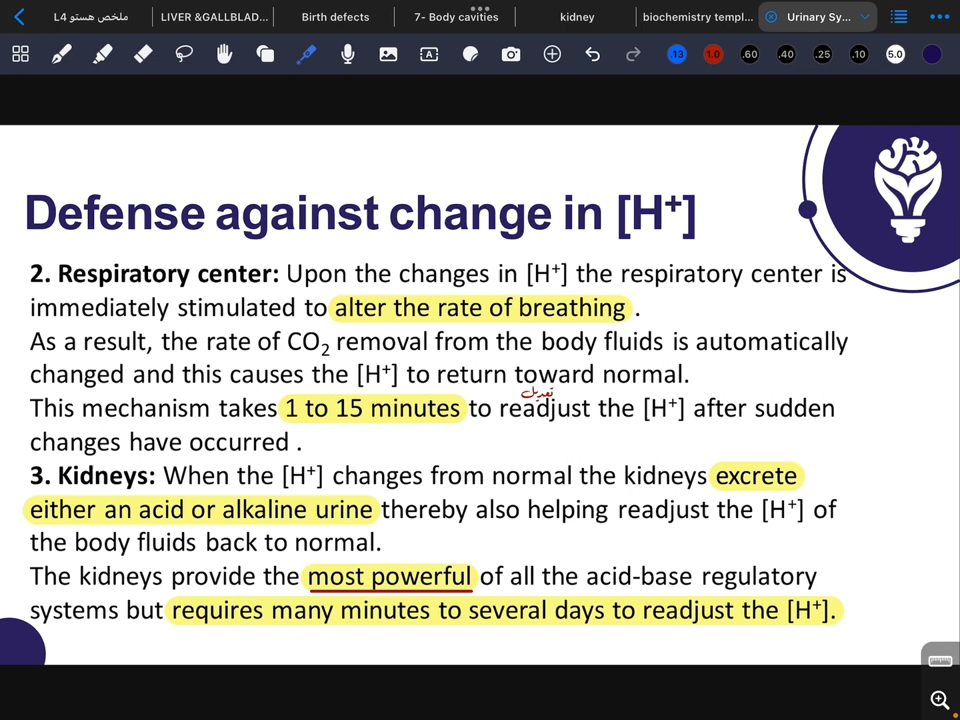 ملخص هستو L4
LIVER &GALLBLAD...
Birth defects
7- Body cavities
kidney
biochemistry templ...
Urinary Sy...
13
1.0
.60
.40
.25
.10
5.0
Defense against change in [H⁺]
2. Respiratory center: Upon the changes in [H⁺] the respiratory center is
immediately stimulated to alter the rate of breathing .
As a result, the rate of CO₂ removal from the body fluids is automatically
changed and this causes the [H⁺] to return toward normal.
تعديل
This mechanism takes 1 to 15 minutes to readjust the [H⁺] after sudden
changes have occurred .
3. Kidneys: When the [H⁺] changes from normal the kidneys excrete
either an acid or alkaline urine thereby also helping readjust the [H⁺] of
the body fluids back to normal.
The kidneys provide the most powerful of all the acid-base regulatory
systems but requires many minutes to several days to readjust the [H⁺].